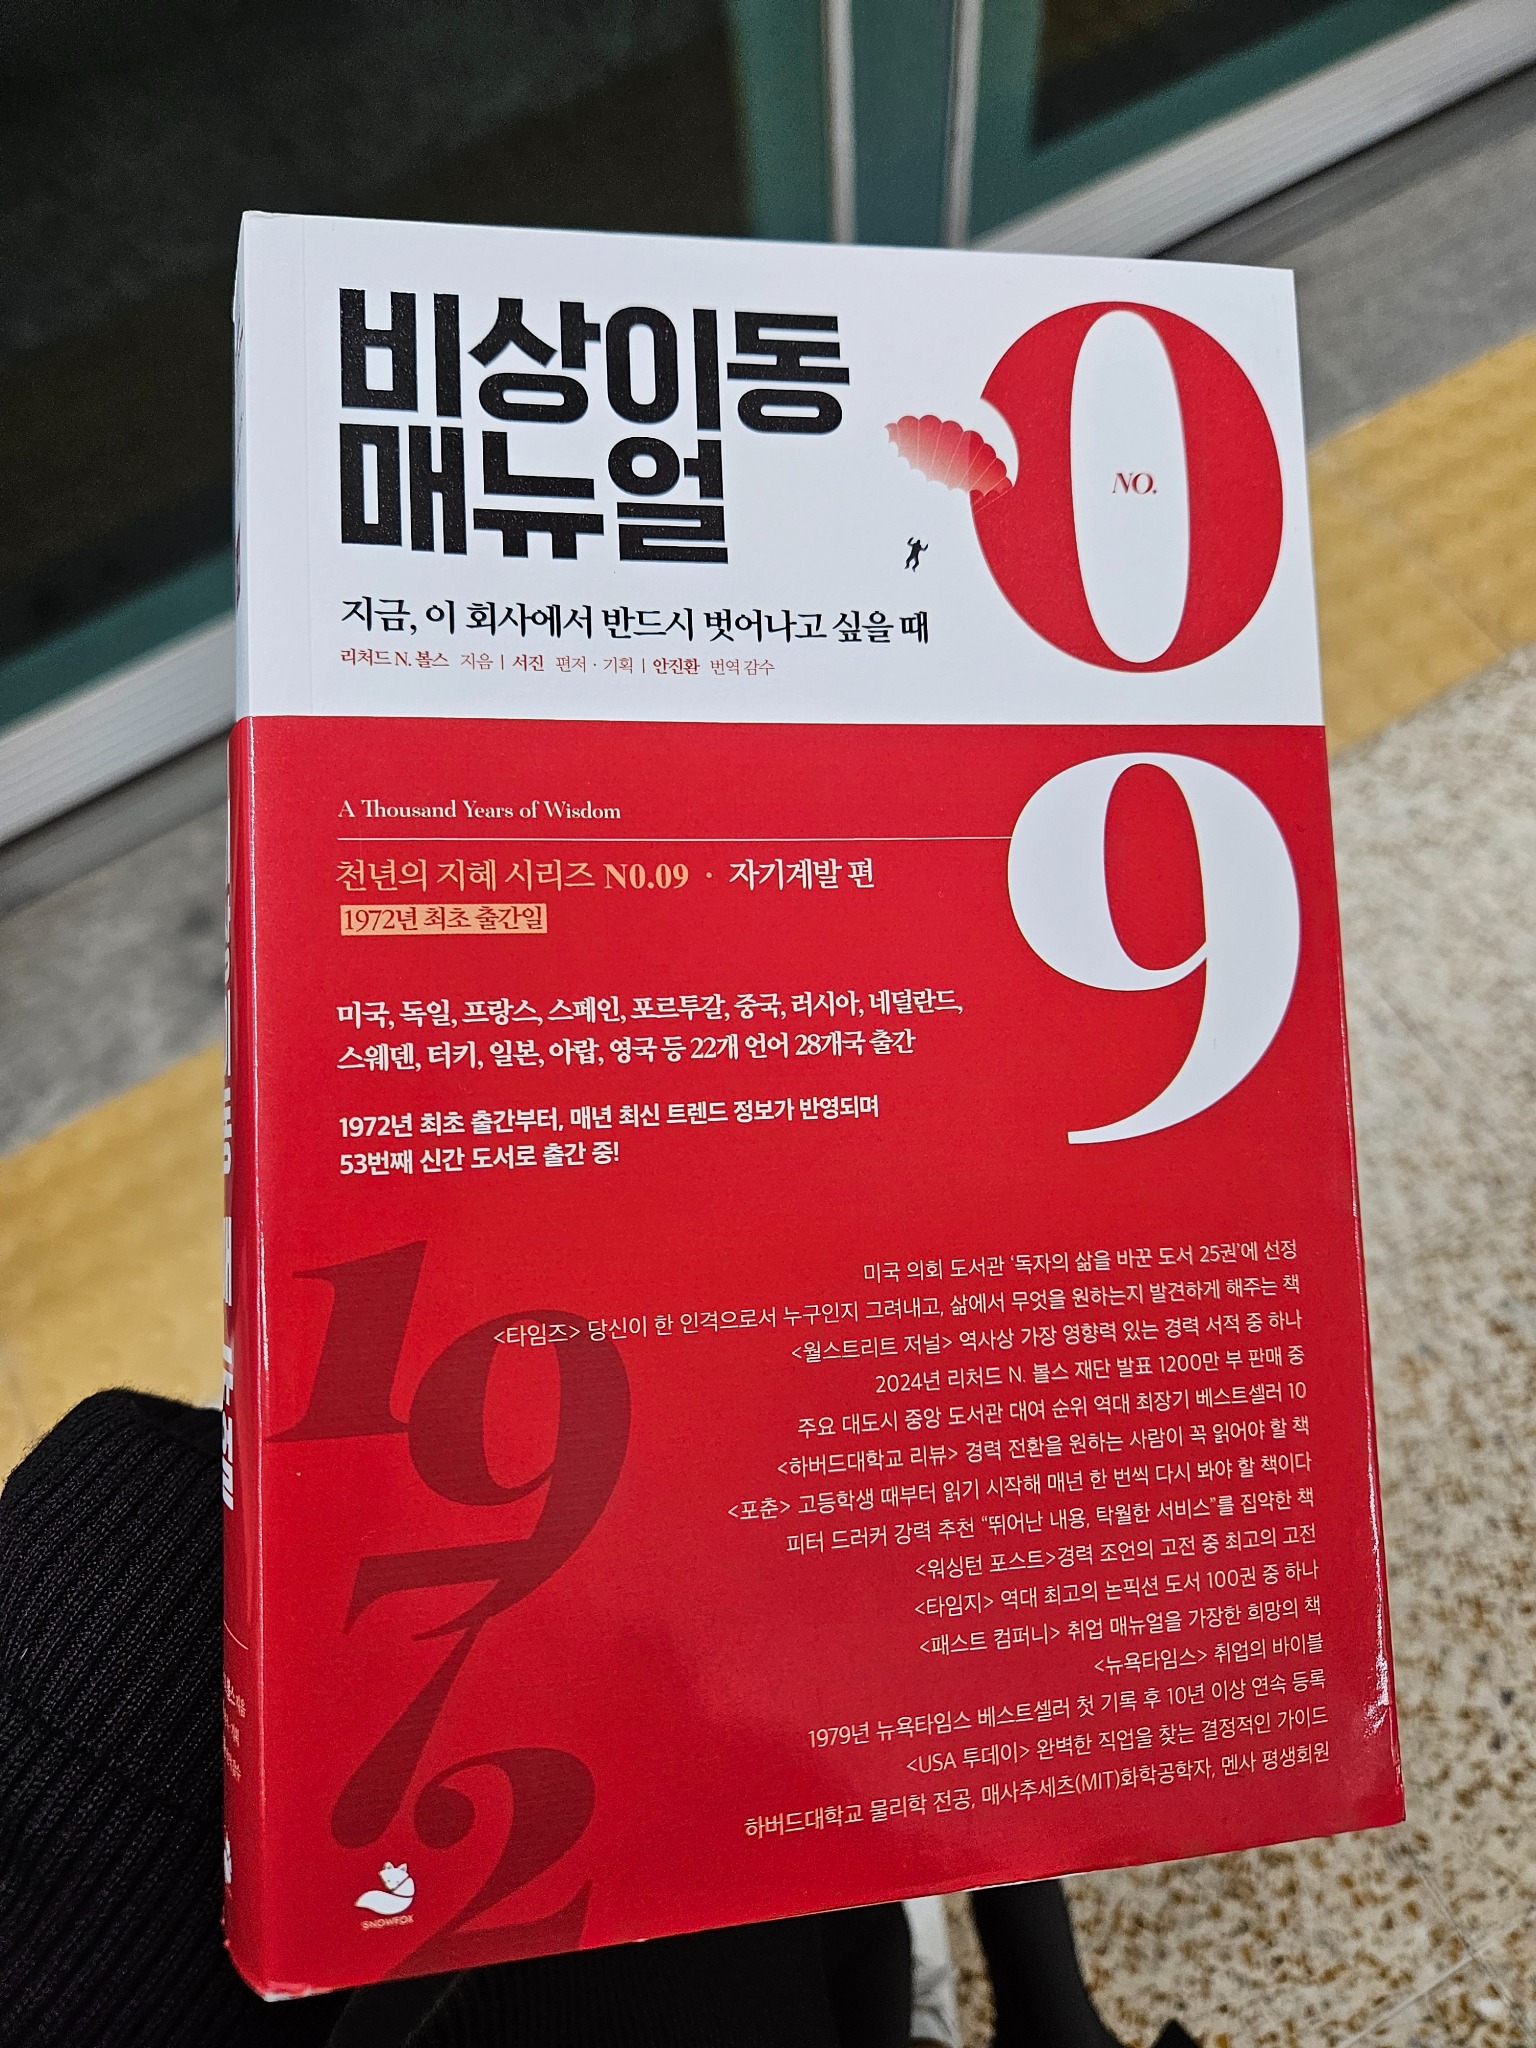 비상이동
매뉴얼
지금, 이 회사에서 반드시 벗어나고 싶을 때
리처드 N. 볼스 지음 | 서진 편저 · 기획 | 안진환 번역 감수
0
NO.
9
A Thousand Years of Wisdom
천년의 지혜 시리즈 N0.09 · 자기계발 편
1972년 최초 출간일
미국, 독일, 프랑스, 스페인, 포르투갈, 중국, 러시아, 네덜란드,
스웨덴, 터키, 일본, 아랍, 영국 등 22개 언어 28개국 출간
1972년 최초 출간부터, 매년 최신 트렌드 정보가 반영되며
53번째 신간 도서로 출간 중!
1972
미국 의회 도서관 ‘독자의 삶을 바꾼 도서 25권’에 선정
<타임즈> 당신이 한 인격으로서 누구인지 그려내고, 삶에서 무엇을 원하는지 발견하게 해주는 책
<월스트리트 저널> 역사상 가장 영향력 있는 경력 서적 중 하나
2024년 리처드 N. 볼스 재단 발표 1200만 부 판매 중
주요 대도시 중앙 도서관 대여 순위 역대 최장기 베스트셀러 10
<하버드대학교 리뷰> 경력 전환을 원하는 사람이 꼭 읽어야 할 책
<포춘> 고등학생 때부터 읽기 시작해 매년 한 번씩 다시 봐야 할 책이다
피터 드러커 강력 추천 “뛰어난 내용, 탁월한 서비스”를 집약한 책
<워싱턴 포스트>경력 조언의 고전 중 최고의 고전
<타임지> 역대 최고의 논픽션 도서 100권 중 하나
<패스트 컴퍼니> 취업 매뉴얼을 가장한 희망의 책
<뉴욕타임스> 취업의 바이블
1979년 뉴욕타임스 베스트셀러 첫 기록 후 10년 이상 연속 등록
<USA 투데이> 완벽한 직업을 찾는 결정적인 가이드
하버드대학교 물리학 전공, 매사추세츠(MIT)화학공학자, 멘사 평생회원
SNOWFOX